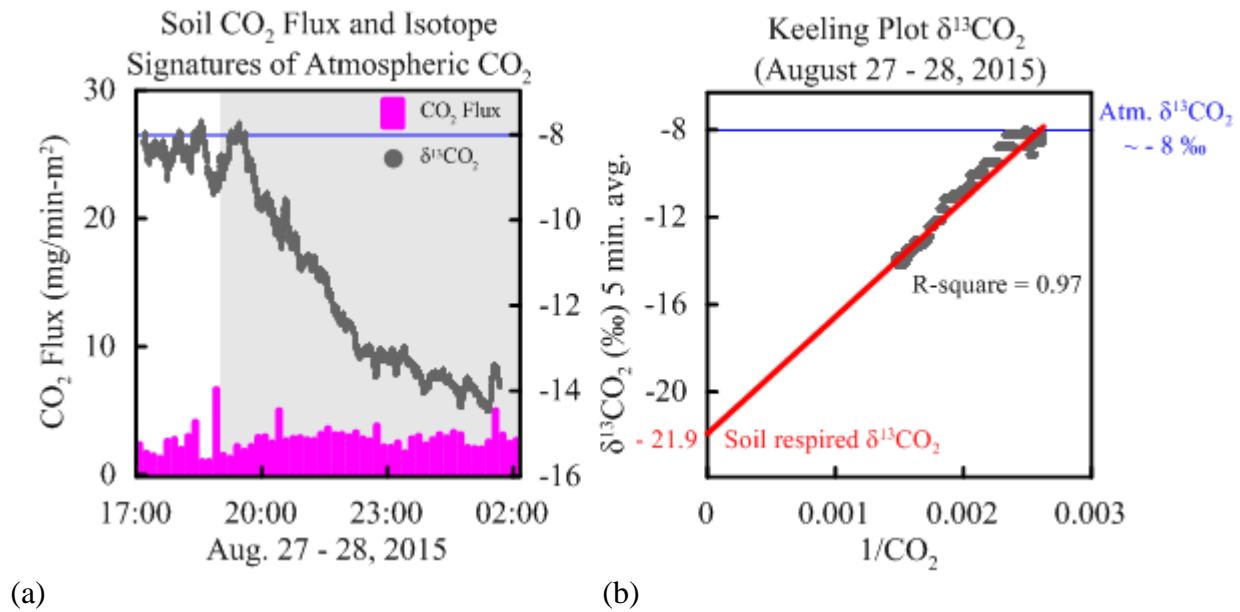 Soil CO₂ Flux and Isotope
Signatures of Atmospheric CO₂
CO₂ Flux (mg/min-m²)
30
20
10
0
CO₂ Flux
δ¹³CO₂
-8
-10
-12
-14
-16
17:00 20:00 23:00 02:00
Aug. 27 - 28, 2015
(a)
Keeling Plot δ¹³CO₂
(August 27 - 28, 2015)
δ¹³CO₂ (‰) 5 min. avg.
-8
-12
-16
-20
- 21.9
Atm. δ¹³CO₂
~ - 8 ‰
R-square = 0.97
Soil respired δ¹³CO₂
0 0.001 0.002 0.003
1/CO₂
(b)